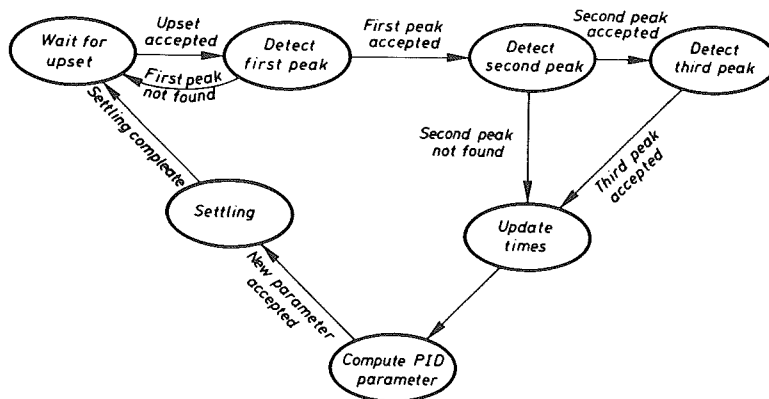 Wait for
upset
Upset
accepted
First peak
not found
Detect
first peak
First peak
accepted
Detect
second peak
Second peak
accepted
Detect
third peak
Second peak
not found
Third peak
accepted
Update
times
Compute PID
parameter
New parameter
accepted
Settling
Settling compleate